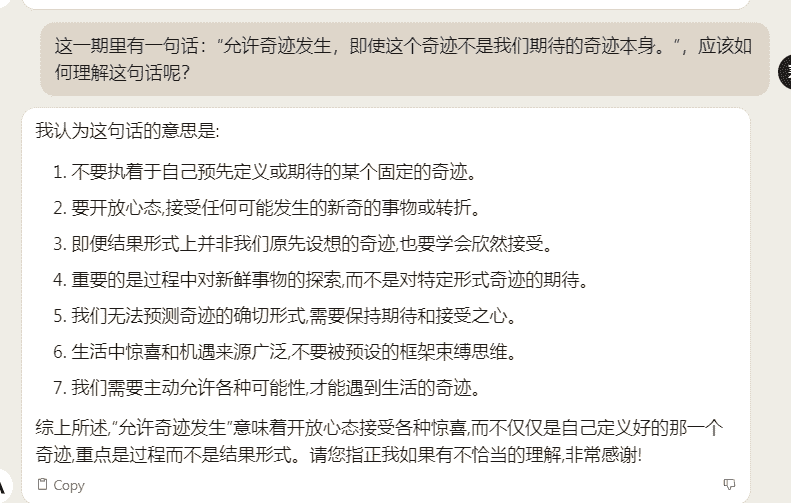 这一期里有一句话：“允许奇迹发生，即使这个奇迹不是我们期待的奇迹本身。”，应该如
何理解这句话呢？
我认为这句话的意思是:
1. 不要执着于自己预先定义或期待的某个固定的奇迹。
2. 要开放心态,接受任何可能发生的新奇的事物或转折。
3. 即便结果形式上并非我们原先设想的奇迹,也要学会欣然接受。
4. 重要的是过程中对新鲜事物的探索,而不是对特定形式奇迹的期待。
5. 我们无法预测奇迹的确切形式,需要保持期待和接受之心。
6. 生活中惊喜和机遇来源广泛,不要被预设的框架束缚思维。
7. 我们需要主动允许各种可能性,才能遇到生活的奇迹。
综上所述,“允许奇迹发生”意味着开放心态接受各种惊喜,而不仅仅是自己定义好的那一个
奇迹,重点是过程而不是结果形式。请您指正我如果有不恰当的理解,非常感谢!
Copy